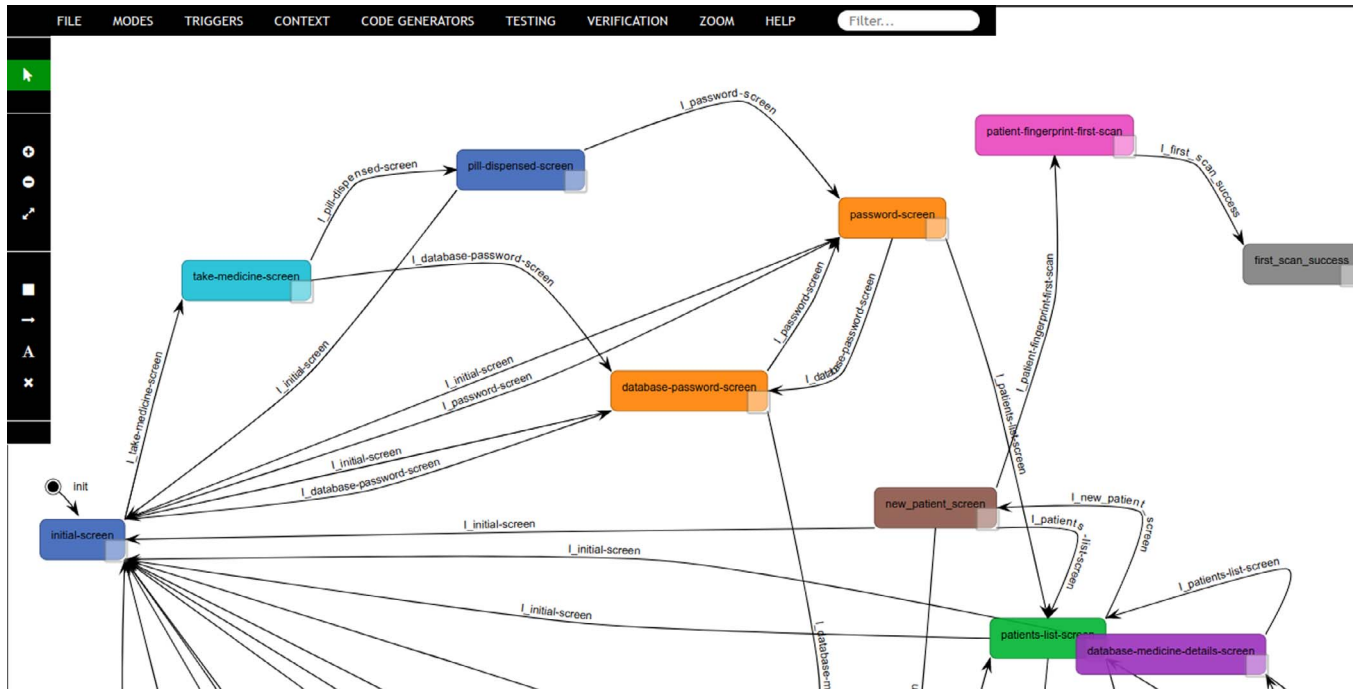 FILE MODES TRIGGERS CONTEXT CODE GENERATORS TESTING VERIFICATION ZOOM HELP Filter...
A
I_password-screen
patient-fingerprint-first-scan
I_first_scan_success
pill-dispensed-screen
I_pill-dispensed-screen
password-screen
first_scan_success
take-medicine-screen
I_database-password-screen
I_password-screen
I_database-password-screen
I_patient-fingerprint-first-scan
I_initial-screen
I_initial-screen
I_password-screen
database-password-screen
I_patients-list-screen
I_take-medicine-screen
I_initial-screen
I_database-password-screen
init
initial-screen
new_patient_screen
I_new_patient_screen
I_patients-list-screen
I_initial-screen
I_initial-screen
I_patients-list-screen
I_initial-screen
patients-list-screen
database-medicine-details-screen